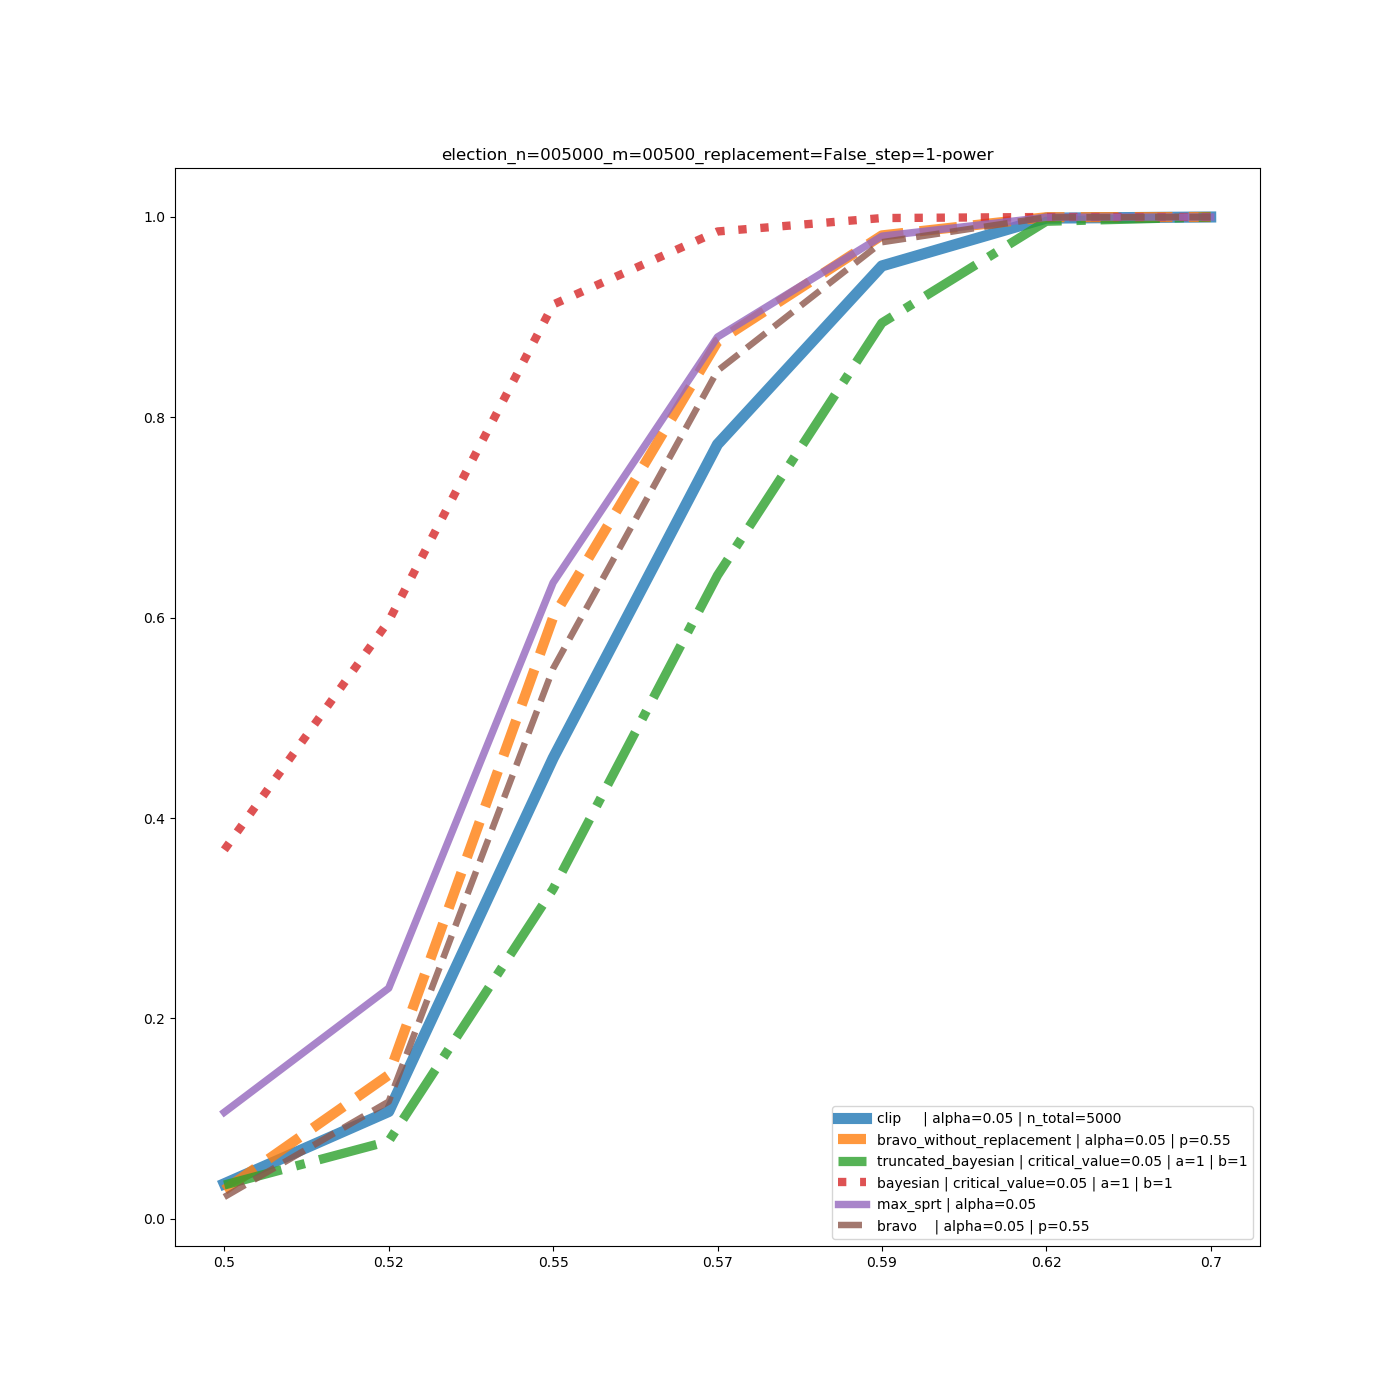 election_n=005000_m=00500_replacement=False_step=1-power
1.0
0.8
0.6
0.4
0.2
0.0
0.5 0.52 0.55 0.57 0.59 0.62 0.7
clip | alpha=0.05 | n_total=5000
bravo_without_replacement | alpha=0.05 | p=0.55
truncated_bayesian | critical_value=0.05 | a=1 | b=1
bayesian | critical_value=0.05 | a=1 | b=1
max_sprt | alpha=0.05
bravo | alpha=0.05 | p=0.55